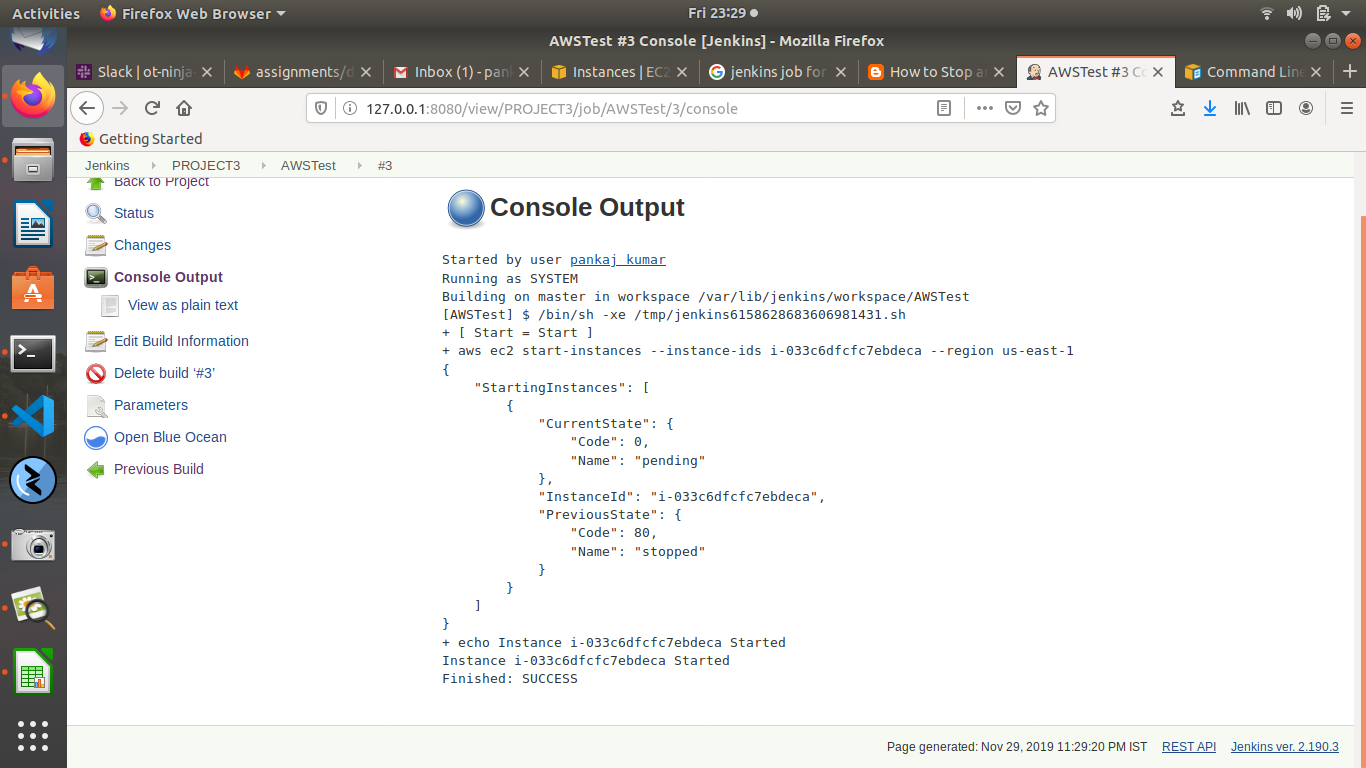 Activities Firefox Web Browser Fri 23:29
AWSTest #3 Console [Jenkins] - Mozilla Firefox
Slack | ot-ninja assignments/d Inbox (1) - pan Instances | EC2 jenkins job for How to Stop a AWSTest #3 Co Command Line
127.0.0.1:8080/view/PROJECT3/job/AWSTest/3/console
Getting Started
Jenkins PROJECT3 AWSTest #3
Back to Project
Status
Changes
Console Output
View as plain text
Edit Build Information
Delete build ‘#3’
Parameters
Open Blue Ocean
Previous Build
Console Output
Started by user pankaj kumar
Running as SYSTEM
Building on master in workspace /var/lib/jenkins/workspace/AWSTest
[AWSTest] $ /bin/sh -xe /tmp/jenkins6158628683606981431.sh
+ [ Start = Start ]
+ aws ec2 start-instances --instance-ids i-033c6dfcfc7ebdeca --region us-east-1
{
    "StartingInstances": [
        {
            "CurrentState": {
                "Code": 0,
                "Name": "pending"
            },
            "InstanceId": "i-033c6dfcfc7ebdeca",
            "PreviousState": {
                "Code": 80,
                "Name": "stopped"
            }
        }
    ]
}
+ echo Instance i-033c6dfcfc7ebdeca Started
Instance i-033c6dfcfc7ebdeca Started
Finished: SUCCESS
Page generated: Nov 29, 2019 11:29:20 PM IST REST API Jenkins ver. 2.190.3